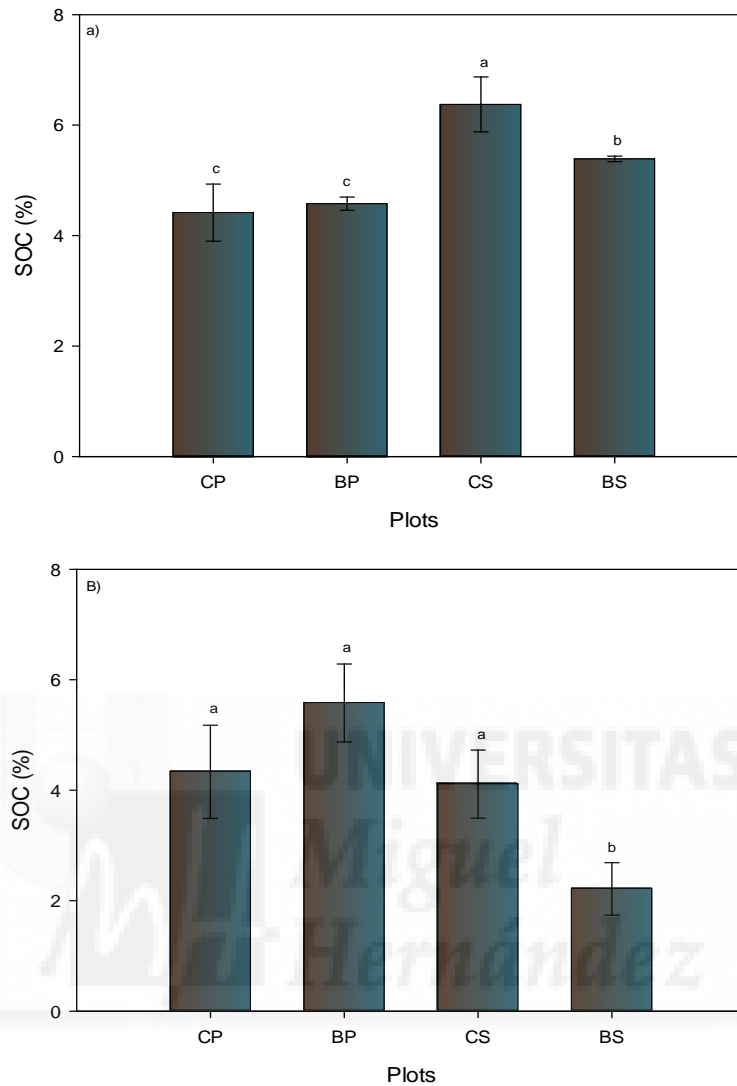 a)
8
6
4
2
0
SOC (%)
c
c
a
b
CP BP CS BS
Plots
B)
8
6
4
2
0
SOC (%)
a
a
a
b
UNIVERSITAS
Miguel
Hernández
CP BP CS BS
Plots